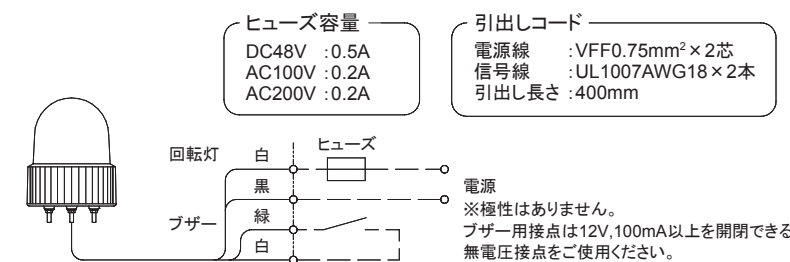 ヒューズ容量
DC48V :0.5A
AC100V :0.2A
AC200V :0.2A
引出しコード
電源線 :VFF0.75mm²×2芯
信号線 :UL1007AWG18×2本
引出し長さ :400mm
回転灯
白
ヒューズ
黒
ブザー
緑
白
電源
※極性はありません。
ブザー用接点は12V,100mA以上を開閉できる
無電圧接点をご使用ください。